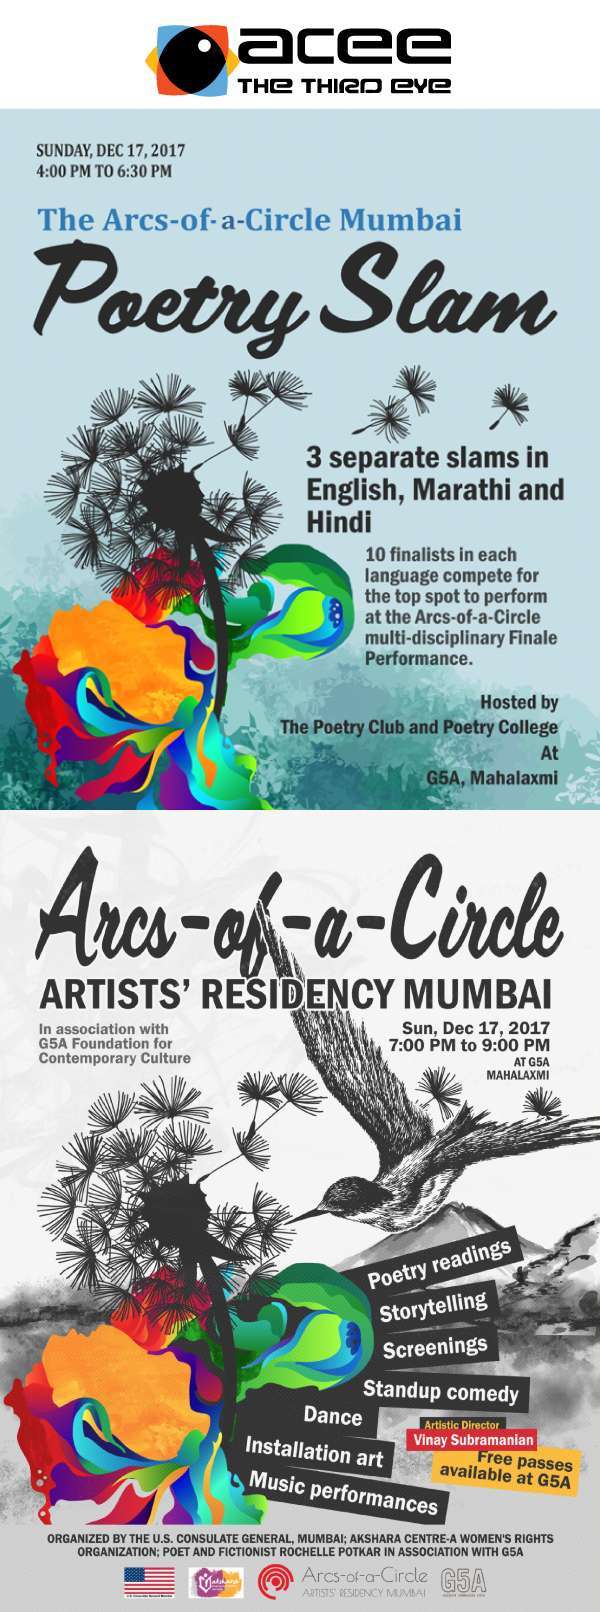 acee
THE THIRD EYE
SUNDAY, DEC 17, 2017
4:00 PM TO 6:30 PM
The Arcs-of-a-Circle Mumbai
Poetry Slam
3 separate slams in
English, Marathi and
Hindi
10 finalists in each
language compete for
the top spot to perform
at the Arcs-of-a-Circle
multi-disciplinary Finale
Performance.
Hosted by
The Poetry Club and Poetry College
At
G5A, Mahalaxmi
Arcs-of-a-Circle
ARTISTS' RESIDENCY MUMBAI
In association with
G5A Foundation for
Contemporary Culture
Sun, Dec 17, 2017
7:00 PM to 9:00 PM
AT G5A
MAHALAXMI
Poetry readings
Storytelling
Screenings
Standup comedy
Dance
Installation art
Music performances
Artistic Director
Vinay Subramanian
Free passes
available at G5A
ORGANIZED BY THE U.S. CONSULATE GENERAL, MUMBAI; AKSHARA CENTRE-A WOMEN'S RIGHTS
ORGANIZATION; POET AND FICTIONIST ROCHELLE POTKAR IN ASSOCIATION WITH G5A
Arcs-of-a-Circle
ARTISTS' RESIDENCY MUMBAI
G5A